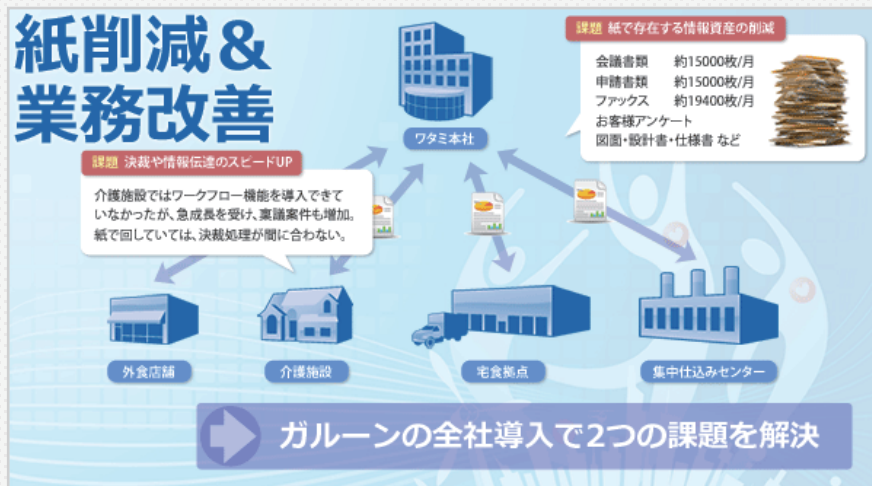 紙削減&
業務改善
課題 紙で存在する情報資産の削減
会議書類 約15000枚/月
申請書類 約15000枚/月
ファックス 約19400枚/月
お客様アンケート
図面・設計書・仕様書 など
ワタミ本社
課題 決裁や情報伝達のスピードUP
介護施設ではワークフロー機能を導入できて
いなかったが、急成長を受け、稟議案件も増加。
紙で回していては、決裁処理が間に合わない。
外食店舗
介護施設
宅食拠点
集中仕込みセンター
ガルーンの全社導入で2つの課題を解決